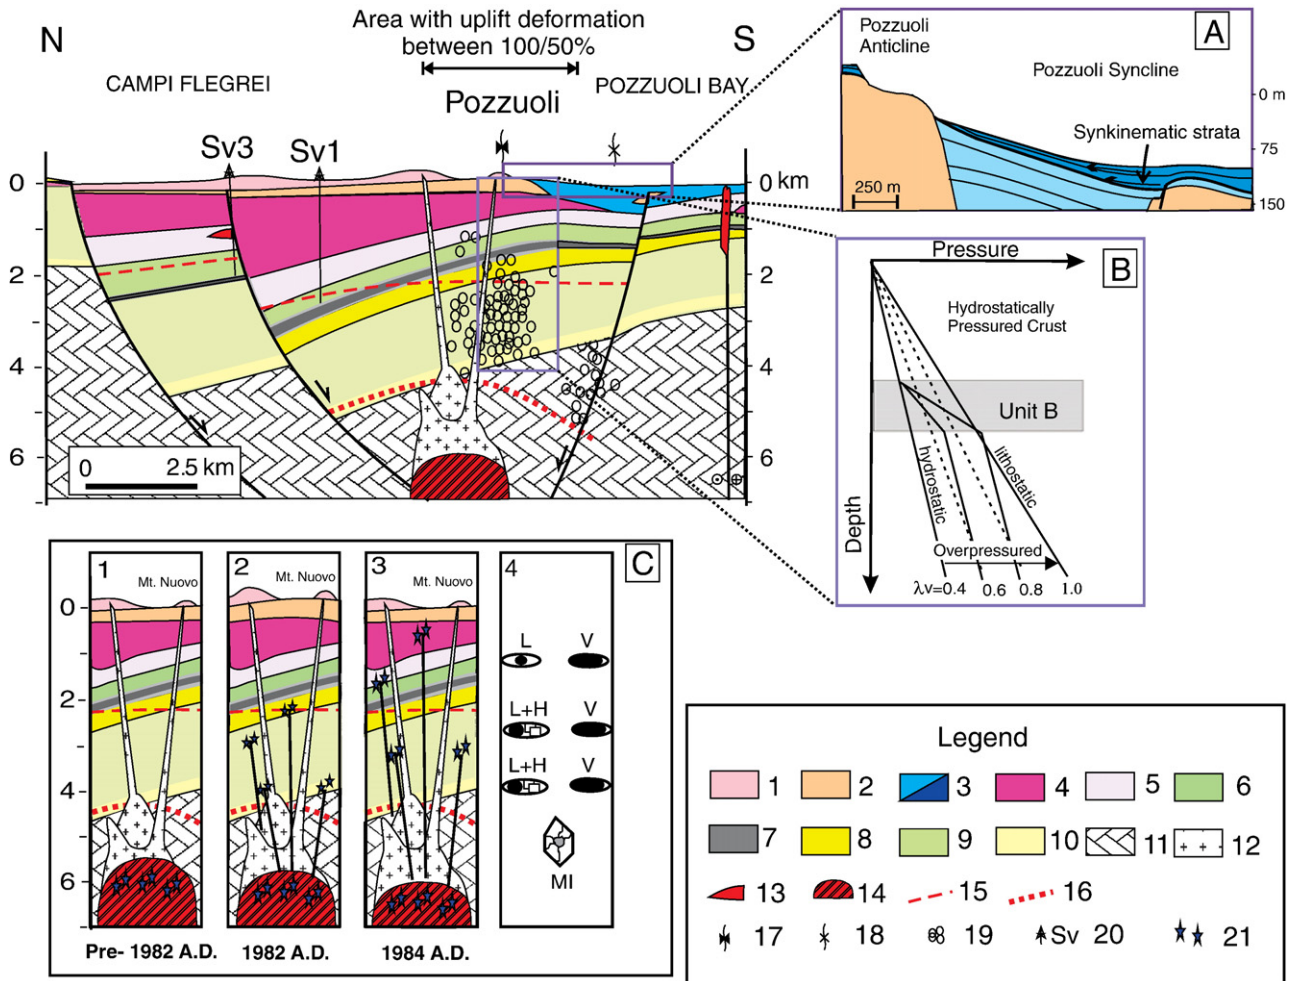 N
Area with uplift deformation
between 100/50%
S
CAMPI FLEGREI
POZZUOLI BAY
Pozzuoli
Sv3
Sv1
0
2
4
6
0 km
2
4
6
0 2.5 km
A
Pozzuoli
Anticline
Pozzuoli Syncline
Synkinematic strata
0 m
75
150
250 m
B
Pressure
Hydrostatically
Pressured Crust
Unit B
hydrostatic
lithostatic
Depth
Overpressured
λv=0.4 0.6 0.8 1.0
C
1 Mt. Nuovo
2 Mt. Nuovo
3 Mt. Nuovo
4
0
2
4
6
L V
L+H V
L+H V
MI
Pre- 1982 A.D. 1982 A.D. 1984 A.D.
Legend
1 2 3 4 5 6
7 8 9 10 11 12
13 14 15 16
17 18 19 Sv 20 21